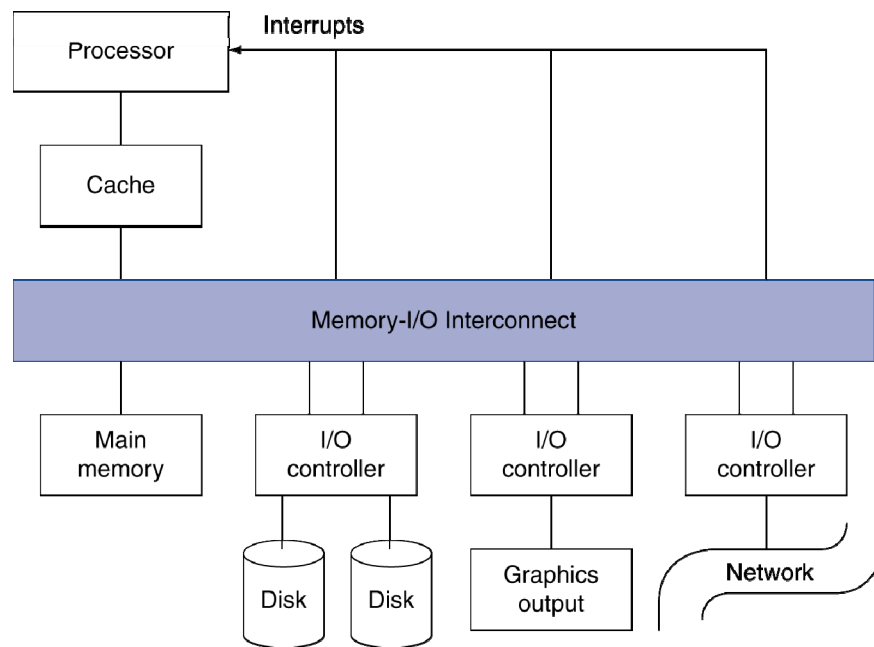 Interrupts
Processor
Cache
Memory-I/O Interconnect
Main
memory
I/O
controller
I/O
controller
I/O
controller
Disk
Disk
Graphics
output
Network